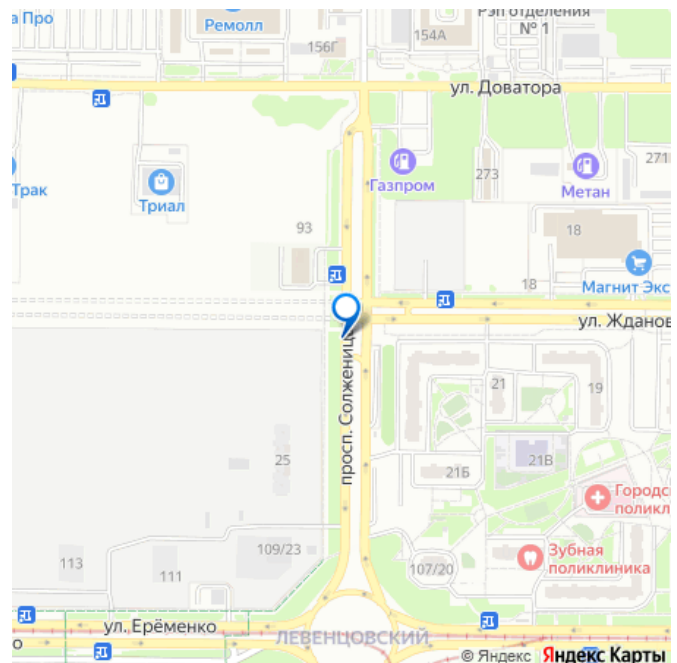 а Про
Ремолл
156Г
154А
Рэп отделения
№ 1
ул. Доватора
Газпром
273
Метан
271
Трак
Триал
93
18
18
Магнит Экс
ул. Жданов
просп. Солженица
21
19
25
21Б
21В
Городс
поликл
Зубная
поликлиника
109/23
107/20
113
111
ул. Ерёменко
о
ЛЕВЕНЦОВСКИЙ
© Яндекс Яндекс Карты